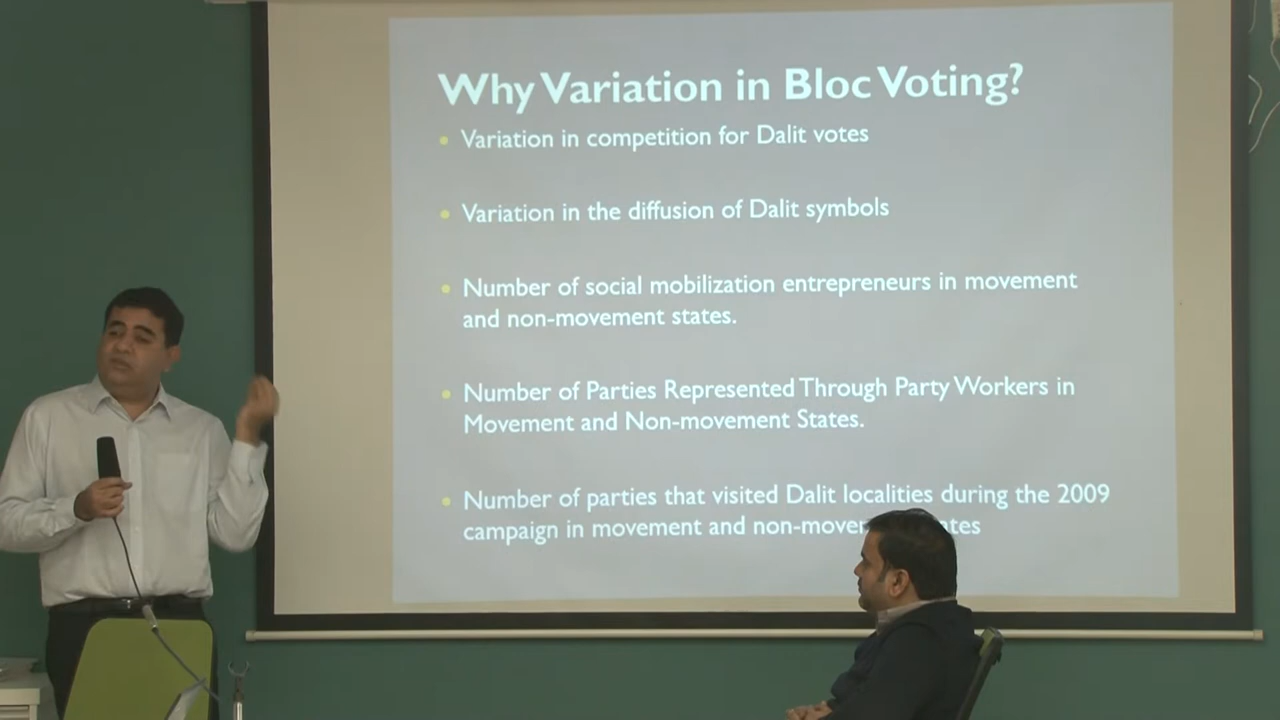 Why Variation in Bloc Voting?
• Variation in competition for Dalit votes
• Variation in the diffusion of Dalit symbols
• Number of social mobilization entrepreneurs in movement
and non-movement states.
• Number of Parties Represented Through Party Workers in
Movement and Non-movement States.
• Number of parties that visited Dalit localities during the 2009
campaign in movement and